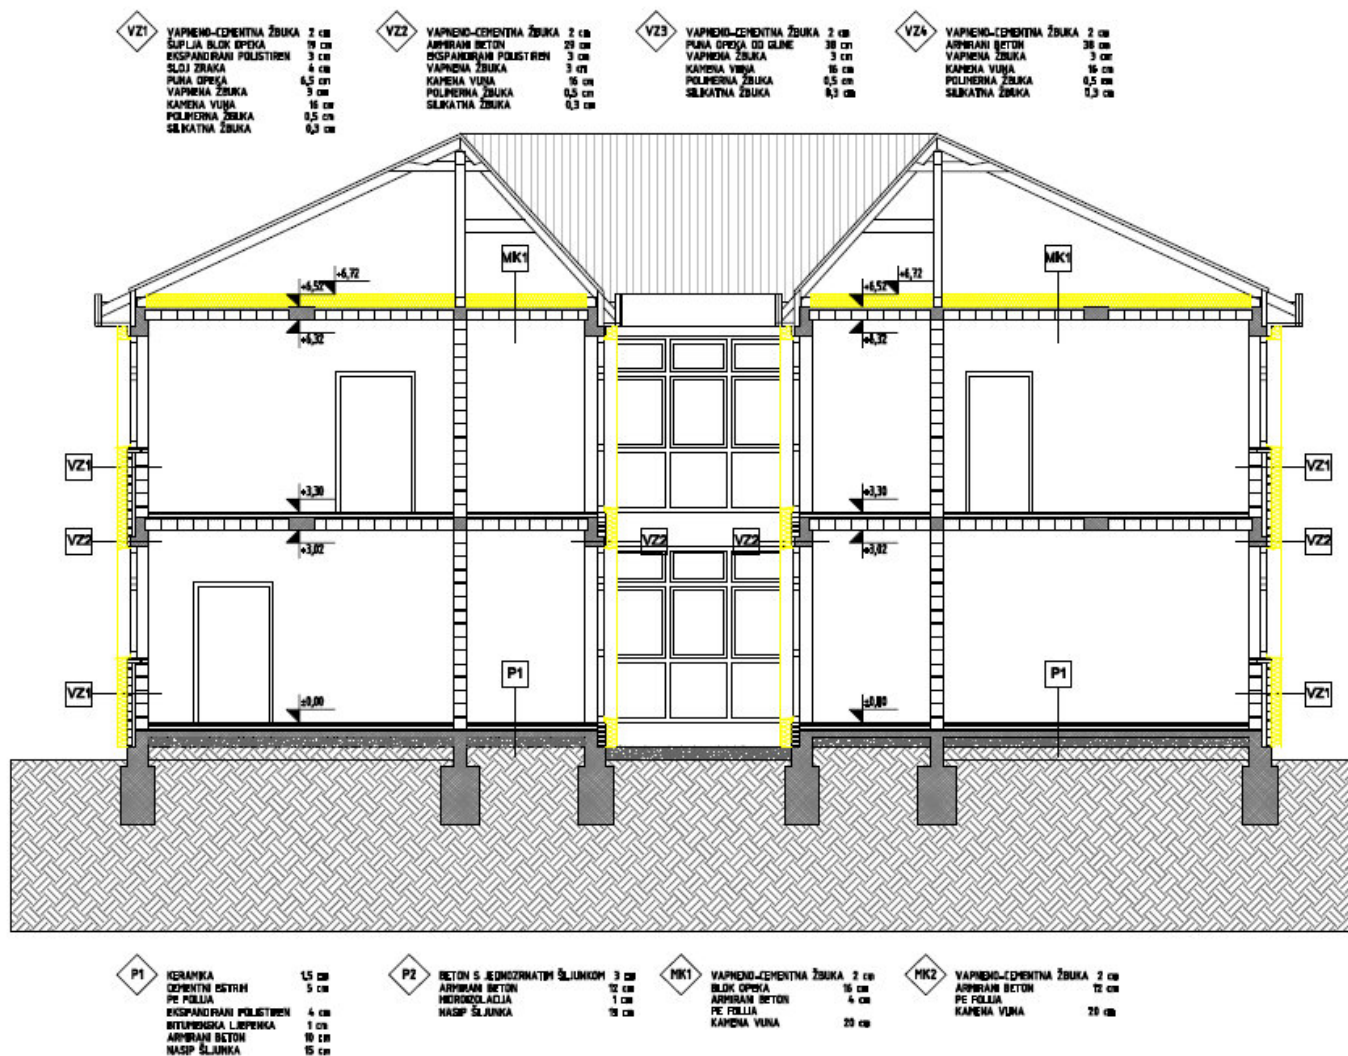 VZ1
VAPNENO-CEMENTNA ŽBUKA 2 cm
ŠUPLJA BLOK OPEKA 19 cm
EKSPANDIRANI POLISTIREN 3 cm
SLOJ ZRAKA 4 cm
PUNA OPEKA 6,5 cm
VAPNENA ŽBUKA 3 cm
KAMENA VUNA 16 cm
POLIMERNA ŽBUKA 0,5 cm
SILIKATNA ŽBUKA 0,3 cm
VZ2
VAPNENO-CEMENTNA ŽBUKA 2 cm
ARMIRANI BETON 29 cm
EKSPANDIRANI POLISTIREN 3 cm
VAPNENA ŽBUKA 3 cm
KAMENA VUNA 16 cm
POLIMERNA ŽBUKA 0,5 cm
SILIKATNA ŽBUKA 0,3 cm
VZ3
VAPNENO-CEMENTNA ŽBUKA 2 cm
PUNA OPEKA OD GLINE 38 cm
VAPNENA ŽBUKA 3 cm
KAMENA VUNA 16 cm
POLIMERNA ŽBUKA 0,5 cm
SILIKATNA ŽBUKA 0,3 cm
VZ4
VAPNENO-CEMENTNA ŽBUKA 2 cm
ARMIRANI BETON 38 cm
VAPNENA ŽBUKA 3 cm
KAMENA VUNA 16 cm
POLIMERNA ŽBUKA 0,5 cm
SILIKATNA ŽBUKA 0,3 cm
MK1
MK1
+6,72
+6,52
+6,72
+6,52
+6,32
+6,32
VZ1
VZ1
+3,30
+3,30
VZ2
VZ2
VZ2
VZ2
+3,02
+3,02
P1
P1
VZ1
VZ1
±0,00
±0,00
P1
KERAMIKA 1,5 cm
CEMENTNI ESTRIH 5 cm
PE FOLIJA
EKSPANDIRANI POLISTIREN 4 cm
BITUMENSKA LJEPENKA 1 cm
ARMIRANI BETON 10 cm
NASIP ŠLJUNKA 15 cm
P2
BETON S JEDNOZRNATIM ŠLJUNKOM 3 cm
ARMIRANI BETON 12 cm
HIDROIZOLACIJA 1 cm
NASIP ŠLJUNKA
MK1
VAPNENO-CEMENTNA ŽBUKA 2 cm
BLOK OPEKA 16 cm
ARMIRANI BETON 4 cm
PE FOLIJA
KAMENA VUNA 20 cm
MK2
VAPNENO-CEMENTNA ŽBUKA 2 cm
ARMIRANI BETON 12 cm
PE FOLIJA
KAMENA VUNA 20 cm